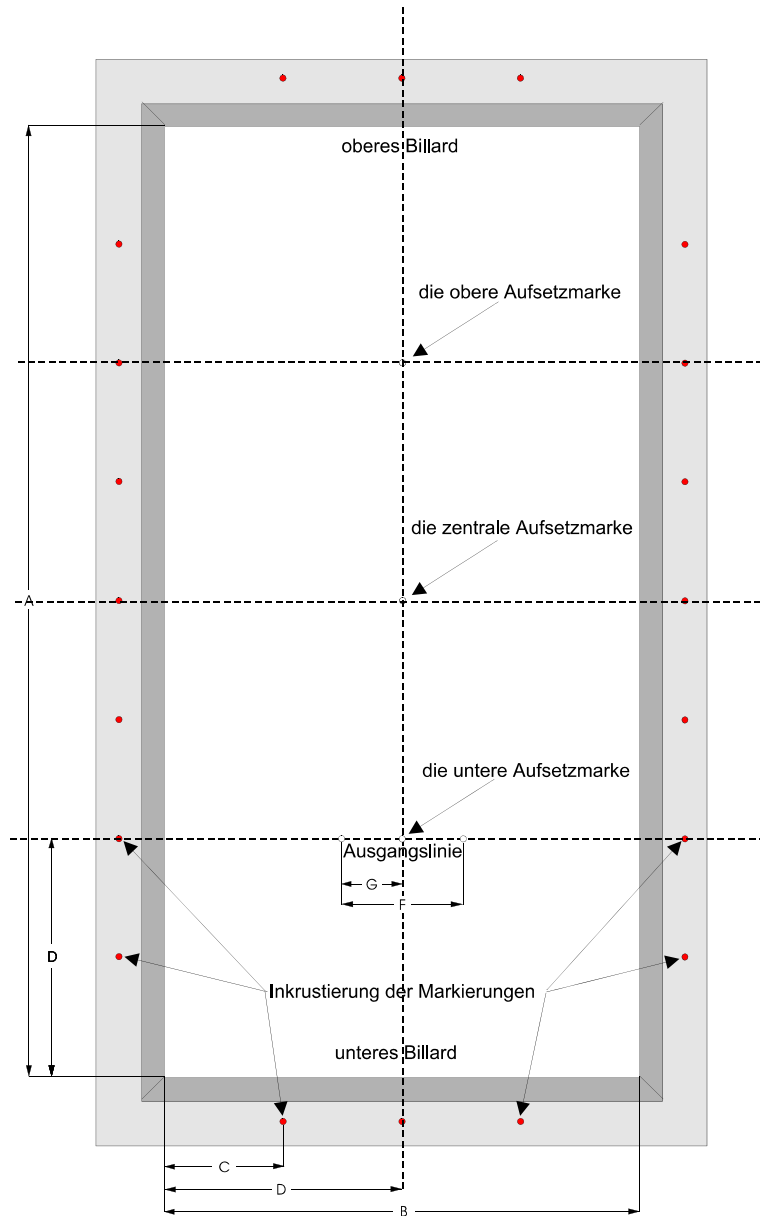 oberes Billard
die obere Aufsetzmarke
die zentrale Aufsetzmarke
A
die untere Aufsetzmarke
Ausgangslinie
G
F
D
Inkrustierung der Markierungen
unteres Billard
C
D
B